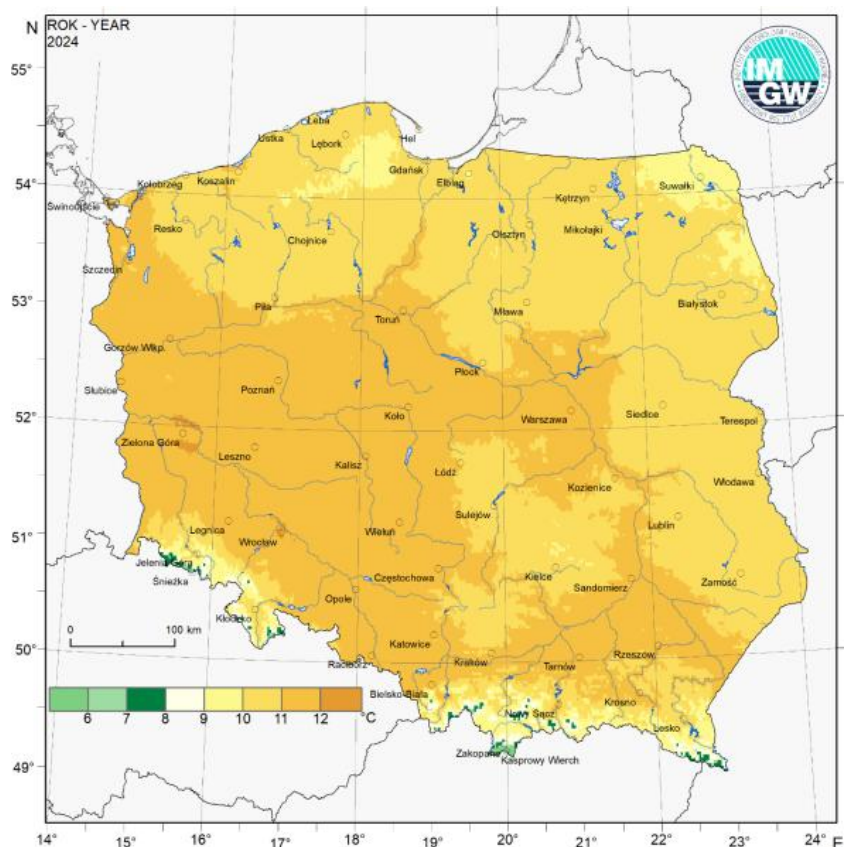 ROK - YEAR
2024
N
IMGW
55°
54°
53°
52°
51°
50°
49°
Łeba
Ustka
Lębork
Hel
Kołobrzeg
Koszalin
Gdańsk
Elbląg
Kętrzyn
Suwałki
Świnoujście
Resko
Chojnice
Olsztyn
Mikołajki
Szczecin
Piła
Toruń
Mława
Białystok
Gorzów Wlkp.
Płock
Słubice
Poznań
Koło
Warszawa
Siedlce
Terespol
Zielona Góra
Leszno
Kalisz
Łódź
Kozienice
Włodawa
Legnica
Wrocław
Wieluń
Sulejów
Lublin
Jelenia Góra
Śnieżka
Opole
Częstochowa
Kielce
Sandomierz
Zamość
Kłodzko
0 100 km
Racibórz
Katowice
Kraków
Tarnów
Rzeszów
Bielsko-Biała
Nowy Sącz
Krosno
Lesko
Zakopane
Kasprowy Wierch
6 7 8 9 10 11 12 °C
14° 15° 16° 17° 18° 19° 20° 21° 22° 23° 24° E